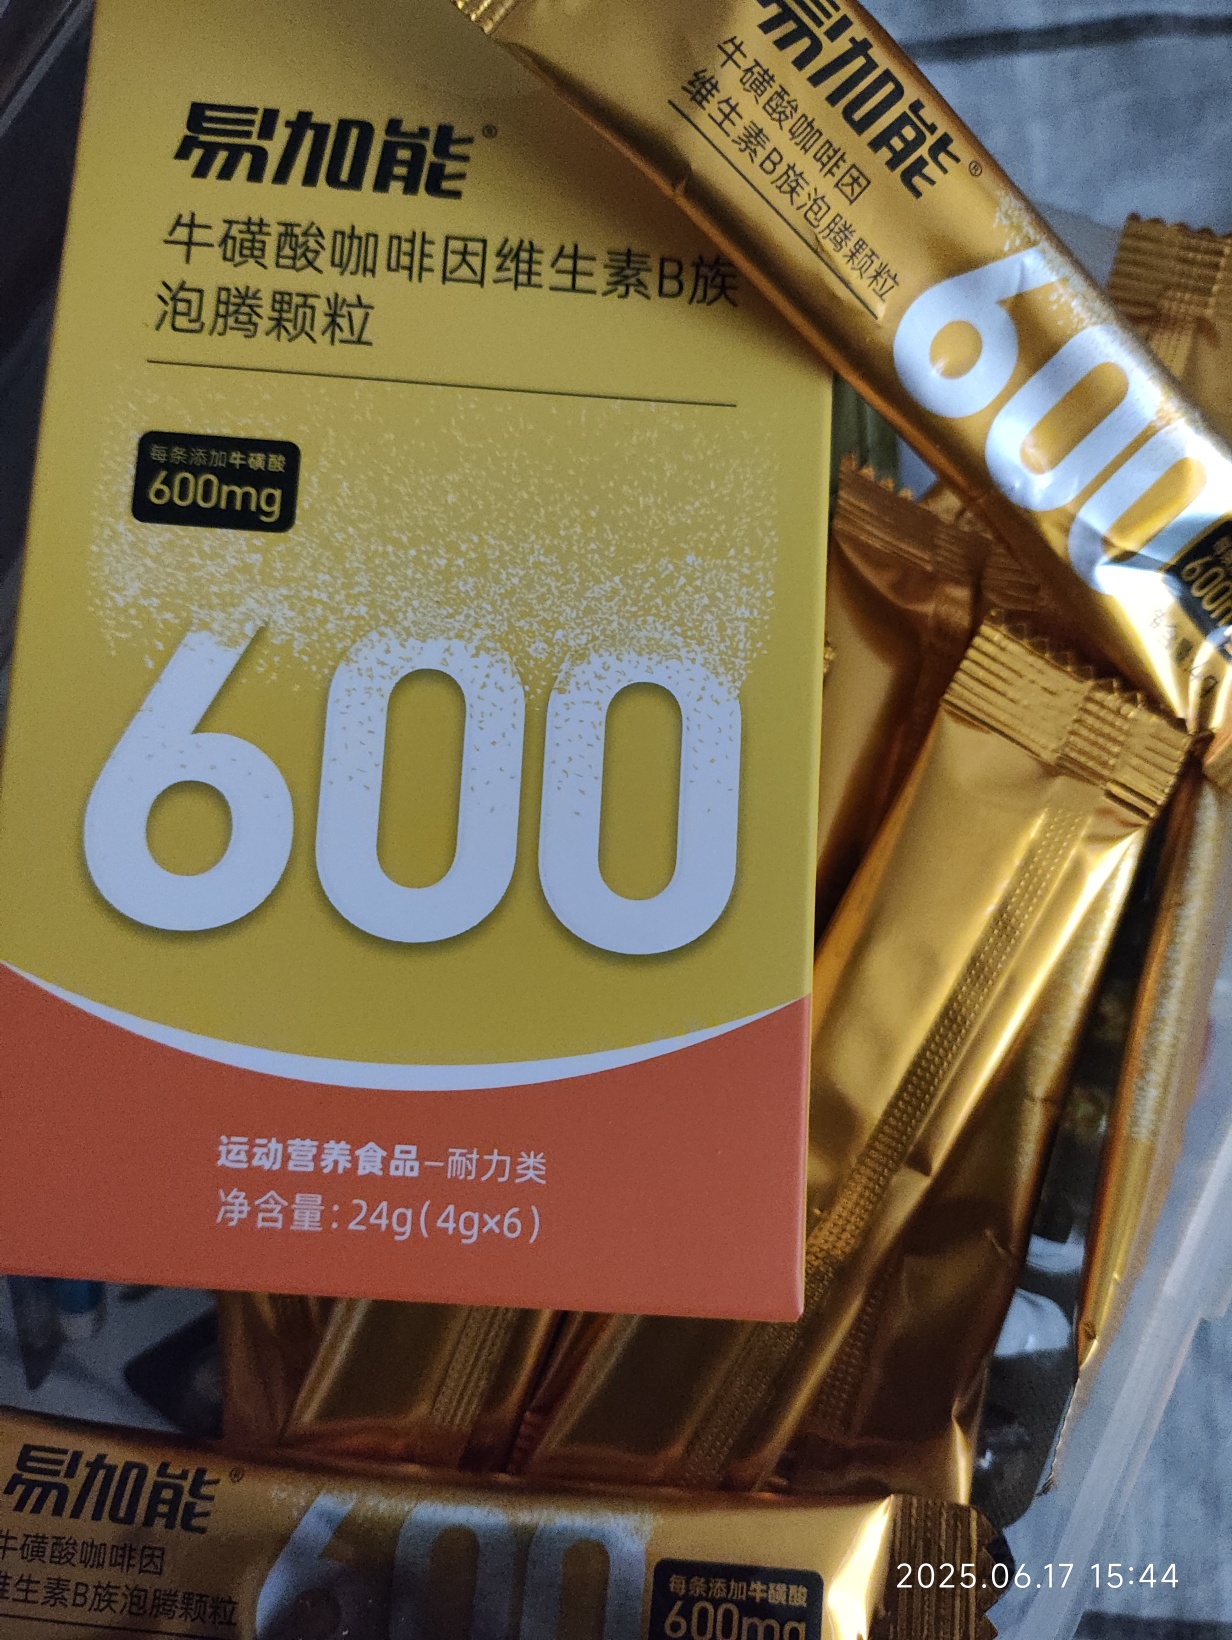 易加能®
牛磺酸咖啡因维生素B族
泡腾颗粒
每条添加牛磺酸
600mg
600
运动营养食品–耐力类
净含量:24g(4g×6)
易加能®
牛磺酸咖啡因
维生素B族泡腾颗粒
600
易加能®
牛磺酸咖啡因
维生素B族泡腾颗粒
600
每条添加牛磺酸
600mg
2025.06.17 15:44